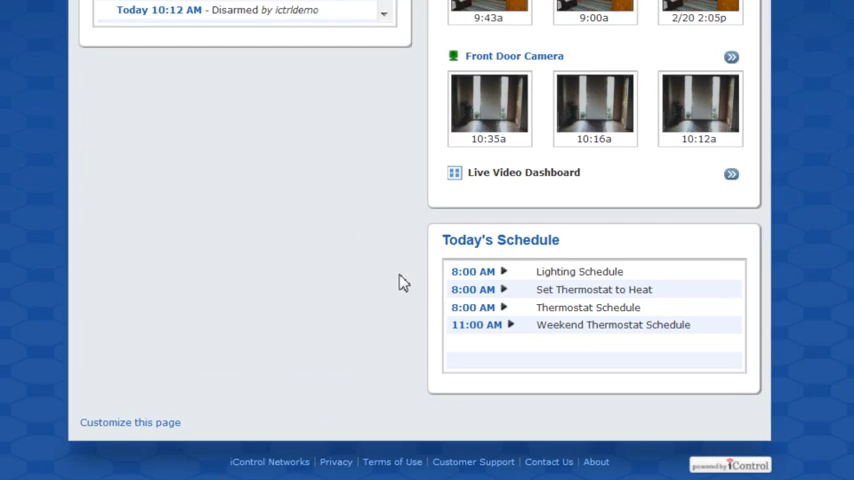 Today 10:12 AM - Disarmed by ictrldemo
9:43a 9:00a 2/20 2:05p
Front Door Camera
10:35a 10:16a 10:12a
Live Video Dashboard
Today's Schedule
8:00 AM Lighting Schedule
8:00 AM Set Thermostat to Heat
8:00 AM Thermostat Schedule
11:00 AM Weekend Thermostat Schedule
Customize this page
iControl Networks | Privacy | Terms of Use | Customer Support | Contact Us | About
powered by iControl